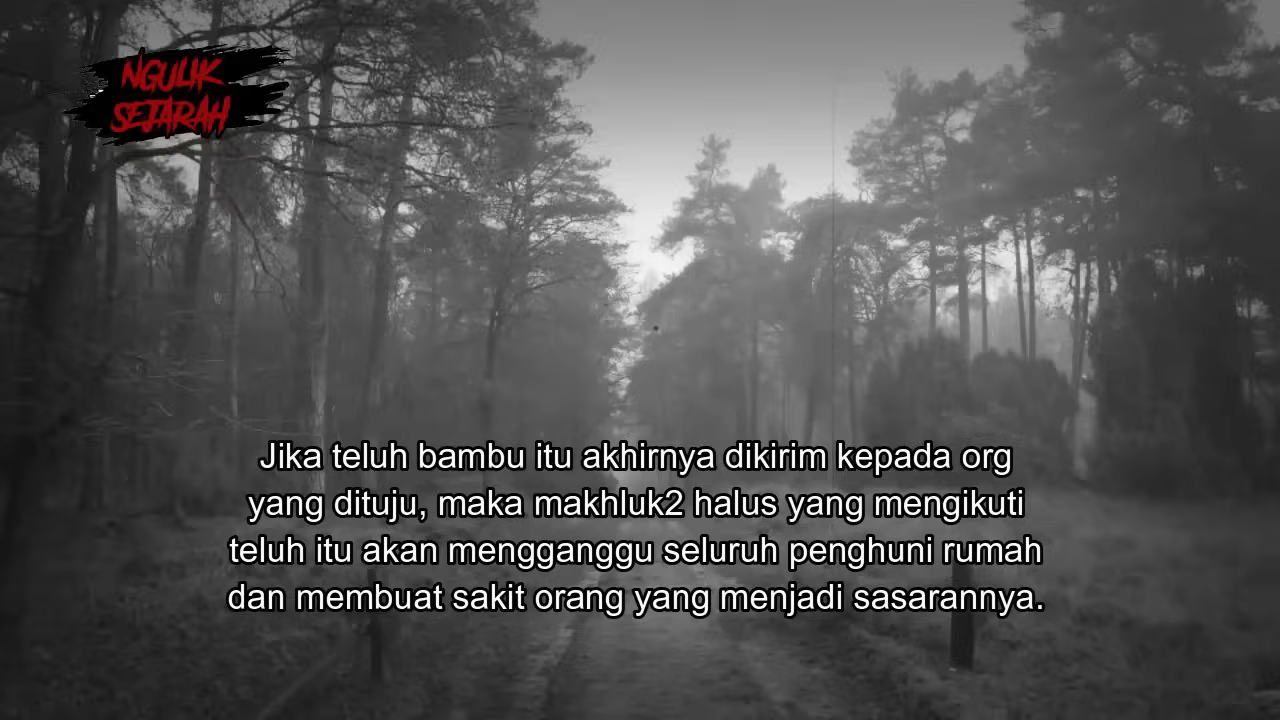 NGULIK
SEJARAH
Jika teluh bambu itu akhirnya dikirim kepada org
yang dituju, maka makhluk2 halus yang mengikuti
teluh itu akan mengganggu seluruh penghuni rumah
dan membuat sakit orang yang menjadi sasarannya.